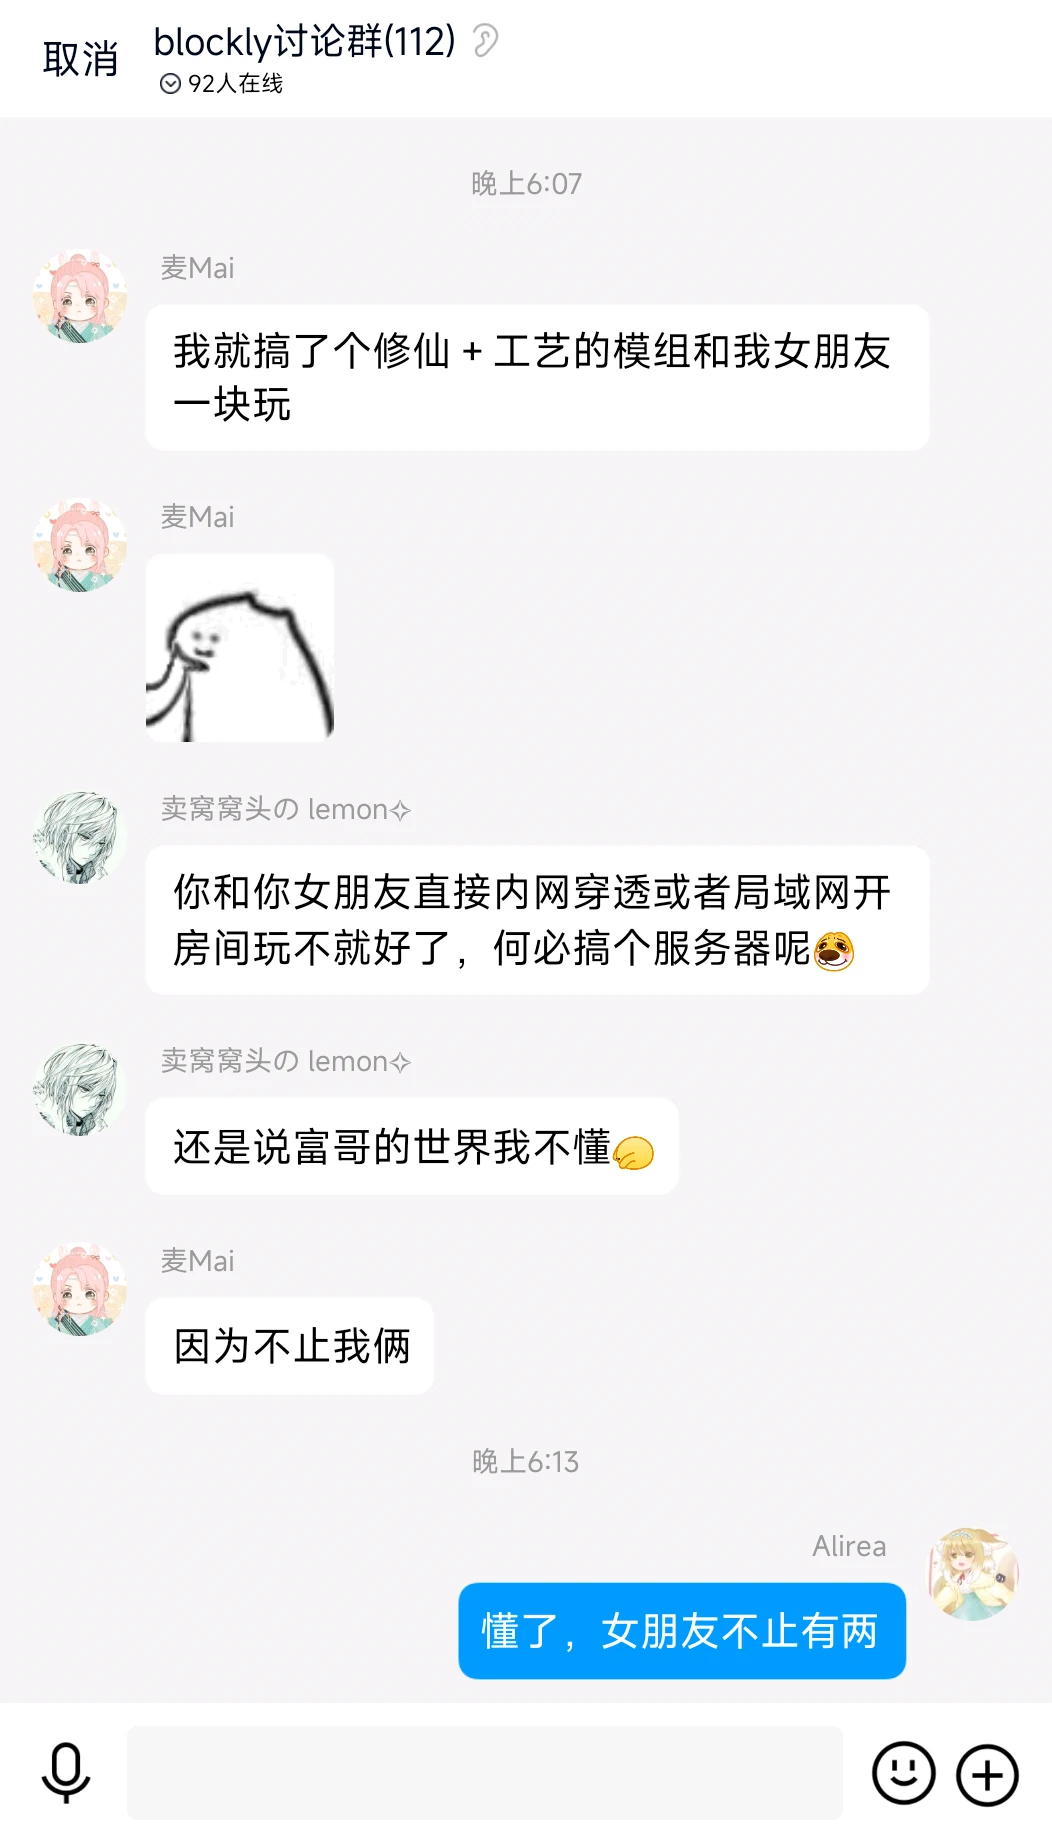 取消
blockly讨论群(112)
92人在线
晚上6:07
麦Mai
我就搞了个修仙 + 工艺的模组和我女朋友
一块玩
麦Mai
卖窝窝头の lemon✧
你和你女朋友直接内网穿透或者局域网开
房间玩不就好了，何必搞个服务器呢
卖窝窝头の lemon✧
还是说富哥的世界我不懂
麦Mai
因为不止我俩
晚上6:13
Alirea
懂了，女朋友不止有两